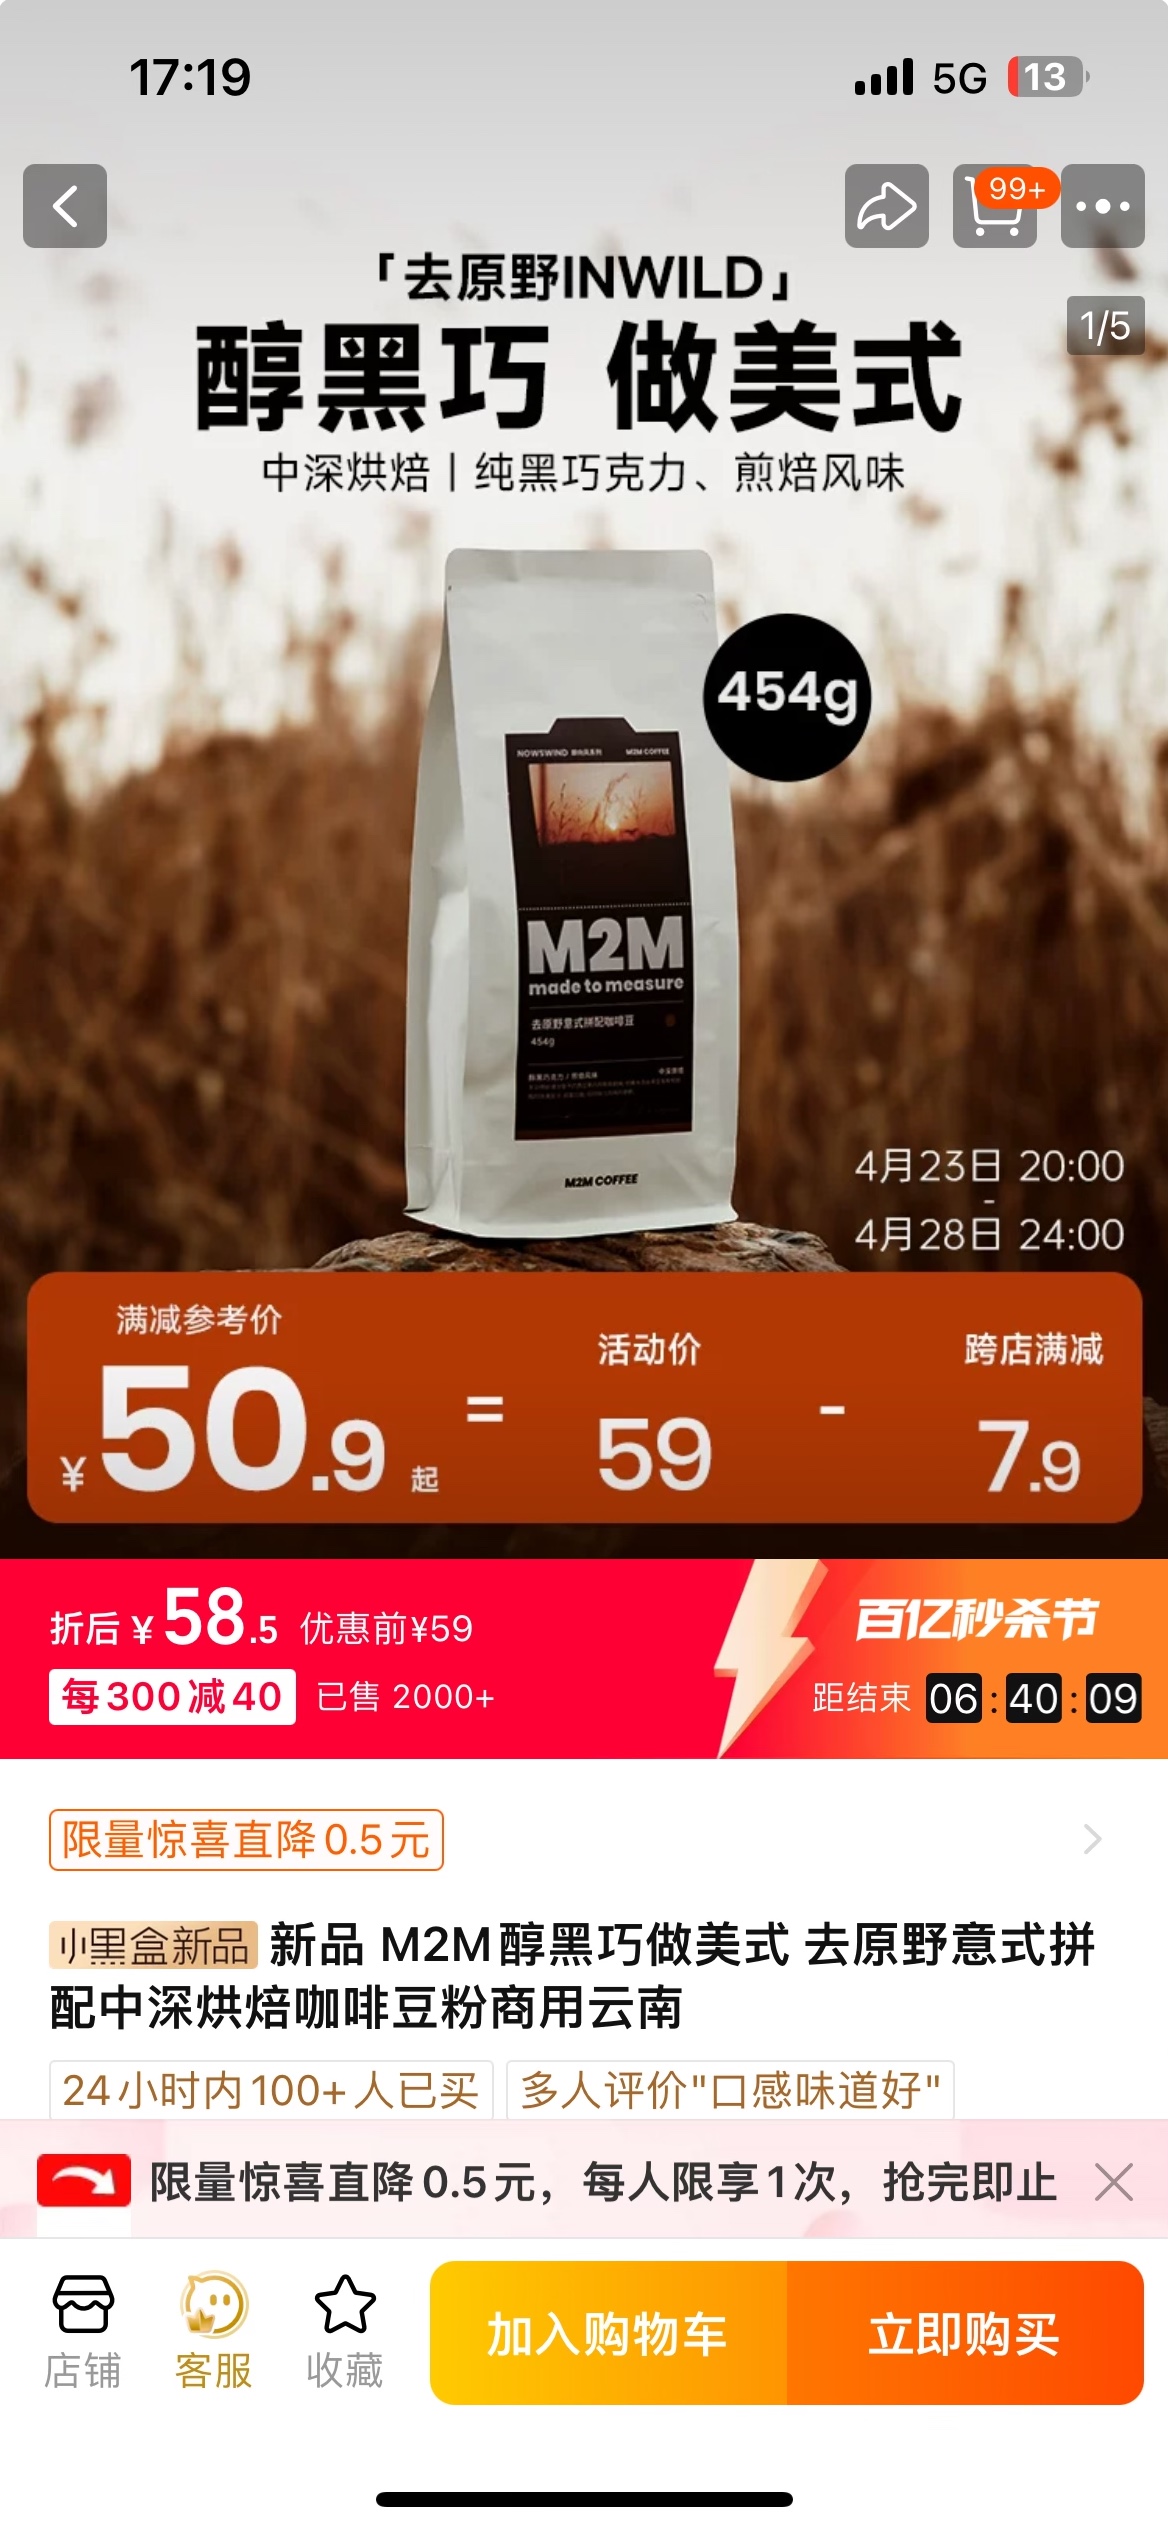 17:19
5G 13
99+
「去原野INWILD」
1/5
醇黑巧 做美式
中深烘焙丨纯黑巧克力、煎焙风味
454g
NOWSWIND
M2M COFFEE
M2M
made to measure
去原野意式拼配咖啡豆
454g
M2M COFFEE
4月23日 20:00
-
4月28日 24:00
满减参考价
活动价
跨店满减
¥50.9起 = 59 - 7.9
折后 ¥58.5 优惠前¥59
百亿秒杀节
每300减40 已售 2000+
距结束 06:40:09
限量惊喜直降0.5元
小黑盒新品 新品 M2M醇黑巧做美式 去原野意式拼
配中深烘焙咖啡豆粉商用云南
24小时内100+人已买 多人评价"口感味道好"
限量惊喜直降0.5元，每人限享1次，抢完即止
店铺
客服
收藏
加入购物车
立即购买